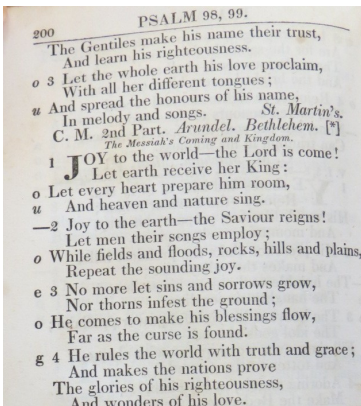 200 PSALM 98, 99.
The Gentiles make his name their trust,
And learn his righteousness.
o 3 Let the whole earth his love proclaim,
With all her different tongues;
u And spread the honours of his name,
In melody and songs. St. Martin's.
C. M. 2nd Part. Arundel. Bethlehem. [*]
The Messiah's Coming and Kingdom.
1 JOY to the world—the Lord is come!
Let earth receive her King:
o Let every heart prepare him room,
u And heaven and nature sing.
—2 Joy to the earth—the Saviour reigns!
Let men their songs employ;
o While fields and floods, rocks, hills and plains,
Repeat the sounding joy.
e 3 No more let sins and sorrows grow,
Nor thorns infest the ground;
o He comes to make his blessings flow,
Far as the curse is found.
g 4 He rules the world with truth and grace;
And makes the nations prove
The glories of his righteousness,
And wonders of his love.